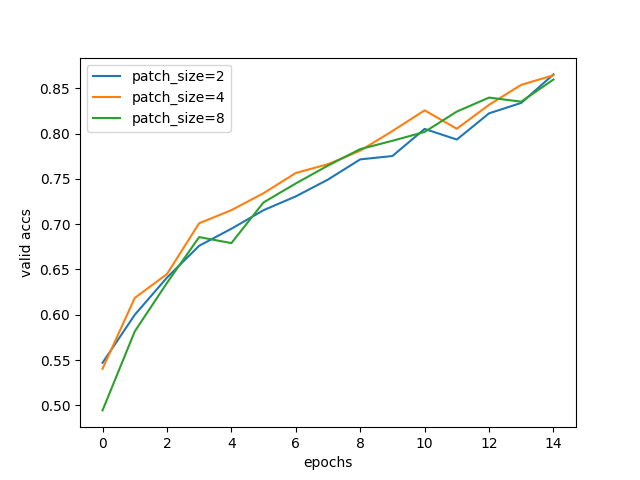 patch_size=2
patch_size=4
patch_size=8
valid accs
0.85
0.80
0.75
0.70
0.65
0.60
0.55
0.50
0 2 4 6 8 10 12 14
epochs